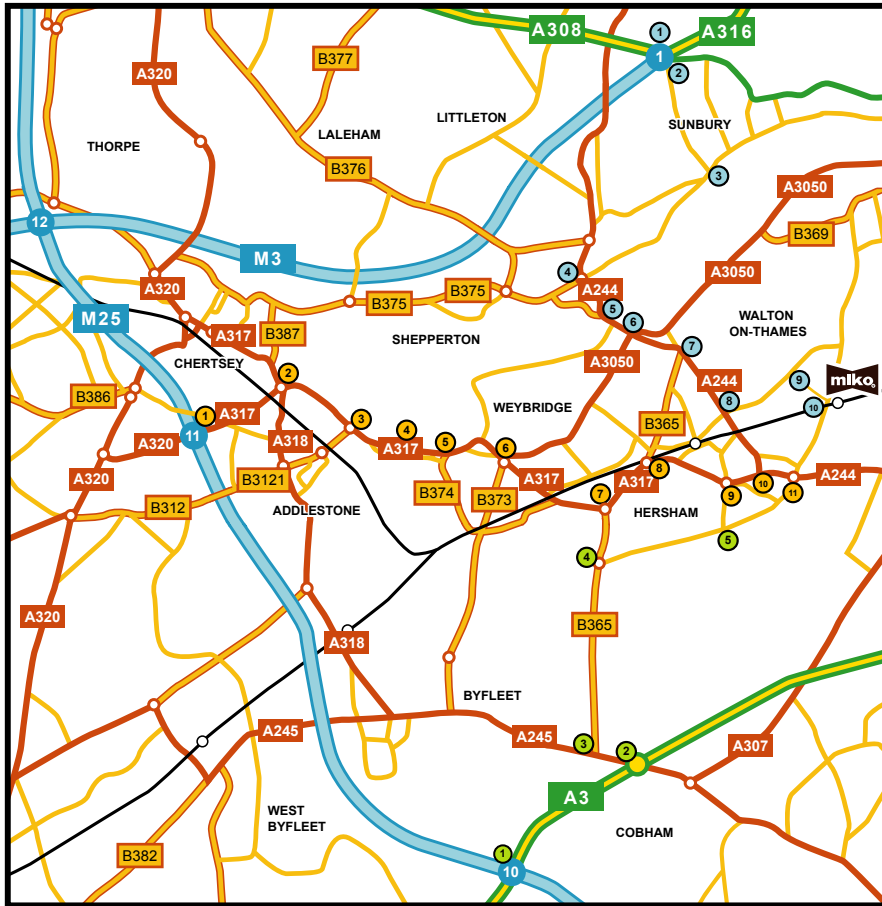 A308
A316
1
1
2
A320
B377
LITTLETON
SUNBURY
LALEHAM
THORPE
B376
3
A3050
12
B369
M3
4
A3050
A320
A244
B375
B375
5
6
WALTON
ON-THAMES
M25
A317
B387
SHEPPERTON
7
CHERTSEY
A3050
2
A244
9
miko
B386
8
10
1
A317
WEYBRIDGE
3
4
B365
11
A320
A318
A317
5
6
A320
B3121
B374
B373
A317
A317
8
A244
9
10
11
7
B312
ADDLESTONE
HERSHAM
5
4
A320
A318
B365
BYFLEET
A245
A245
3
2
A307
A3
WEST
BYFLEET
COBHAM
B382
1
10